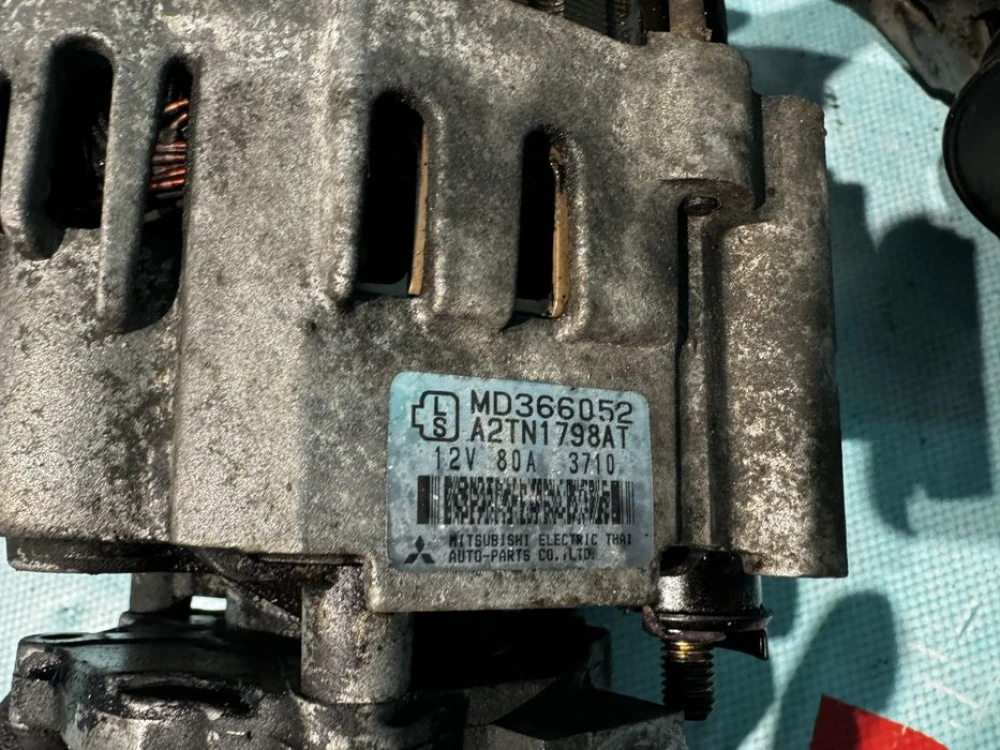 LS
MD366052
A2TN1798AT
12V 80A 3710
MITSUBISHI ELECTRIC THAI
AUTO-PARTS CO.,LTD.